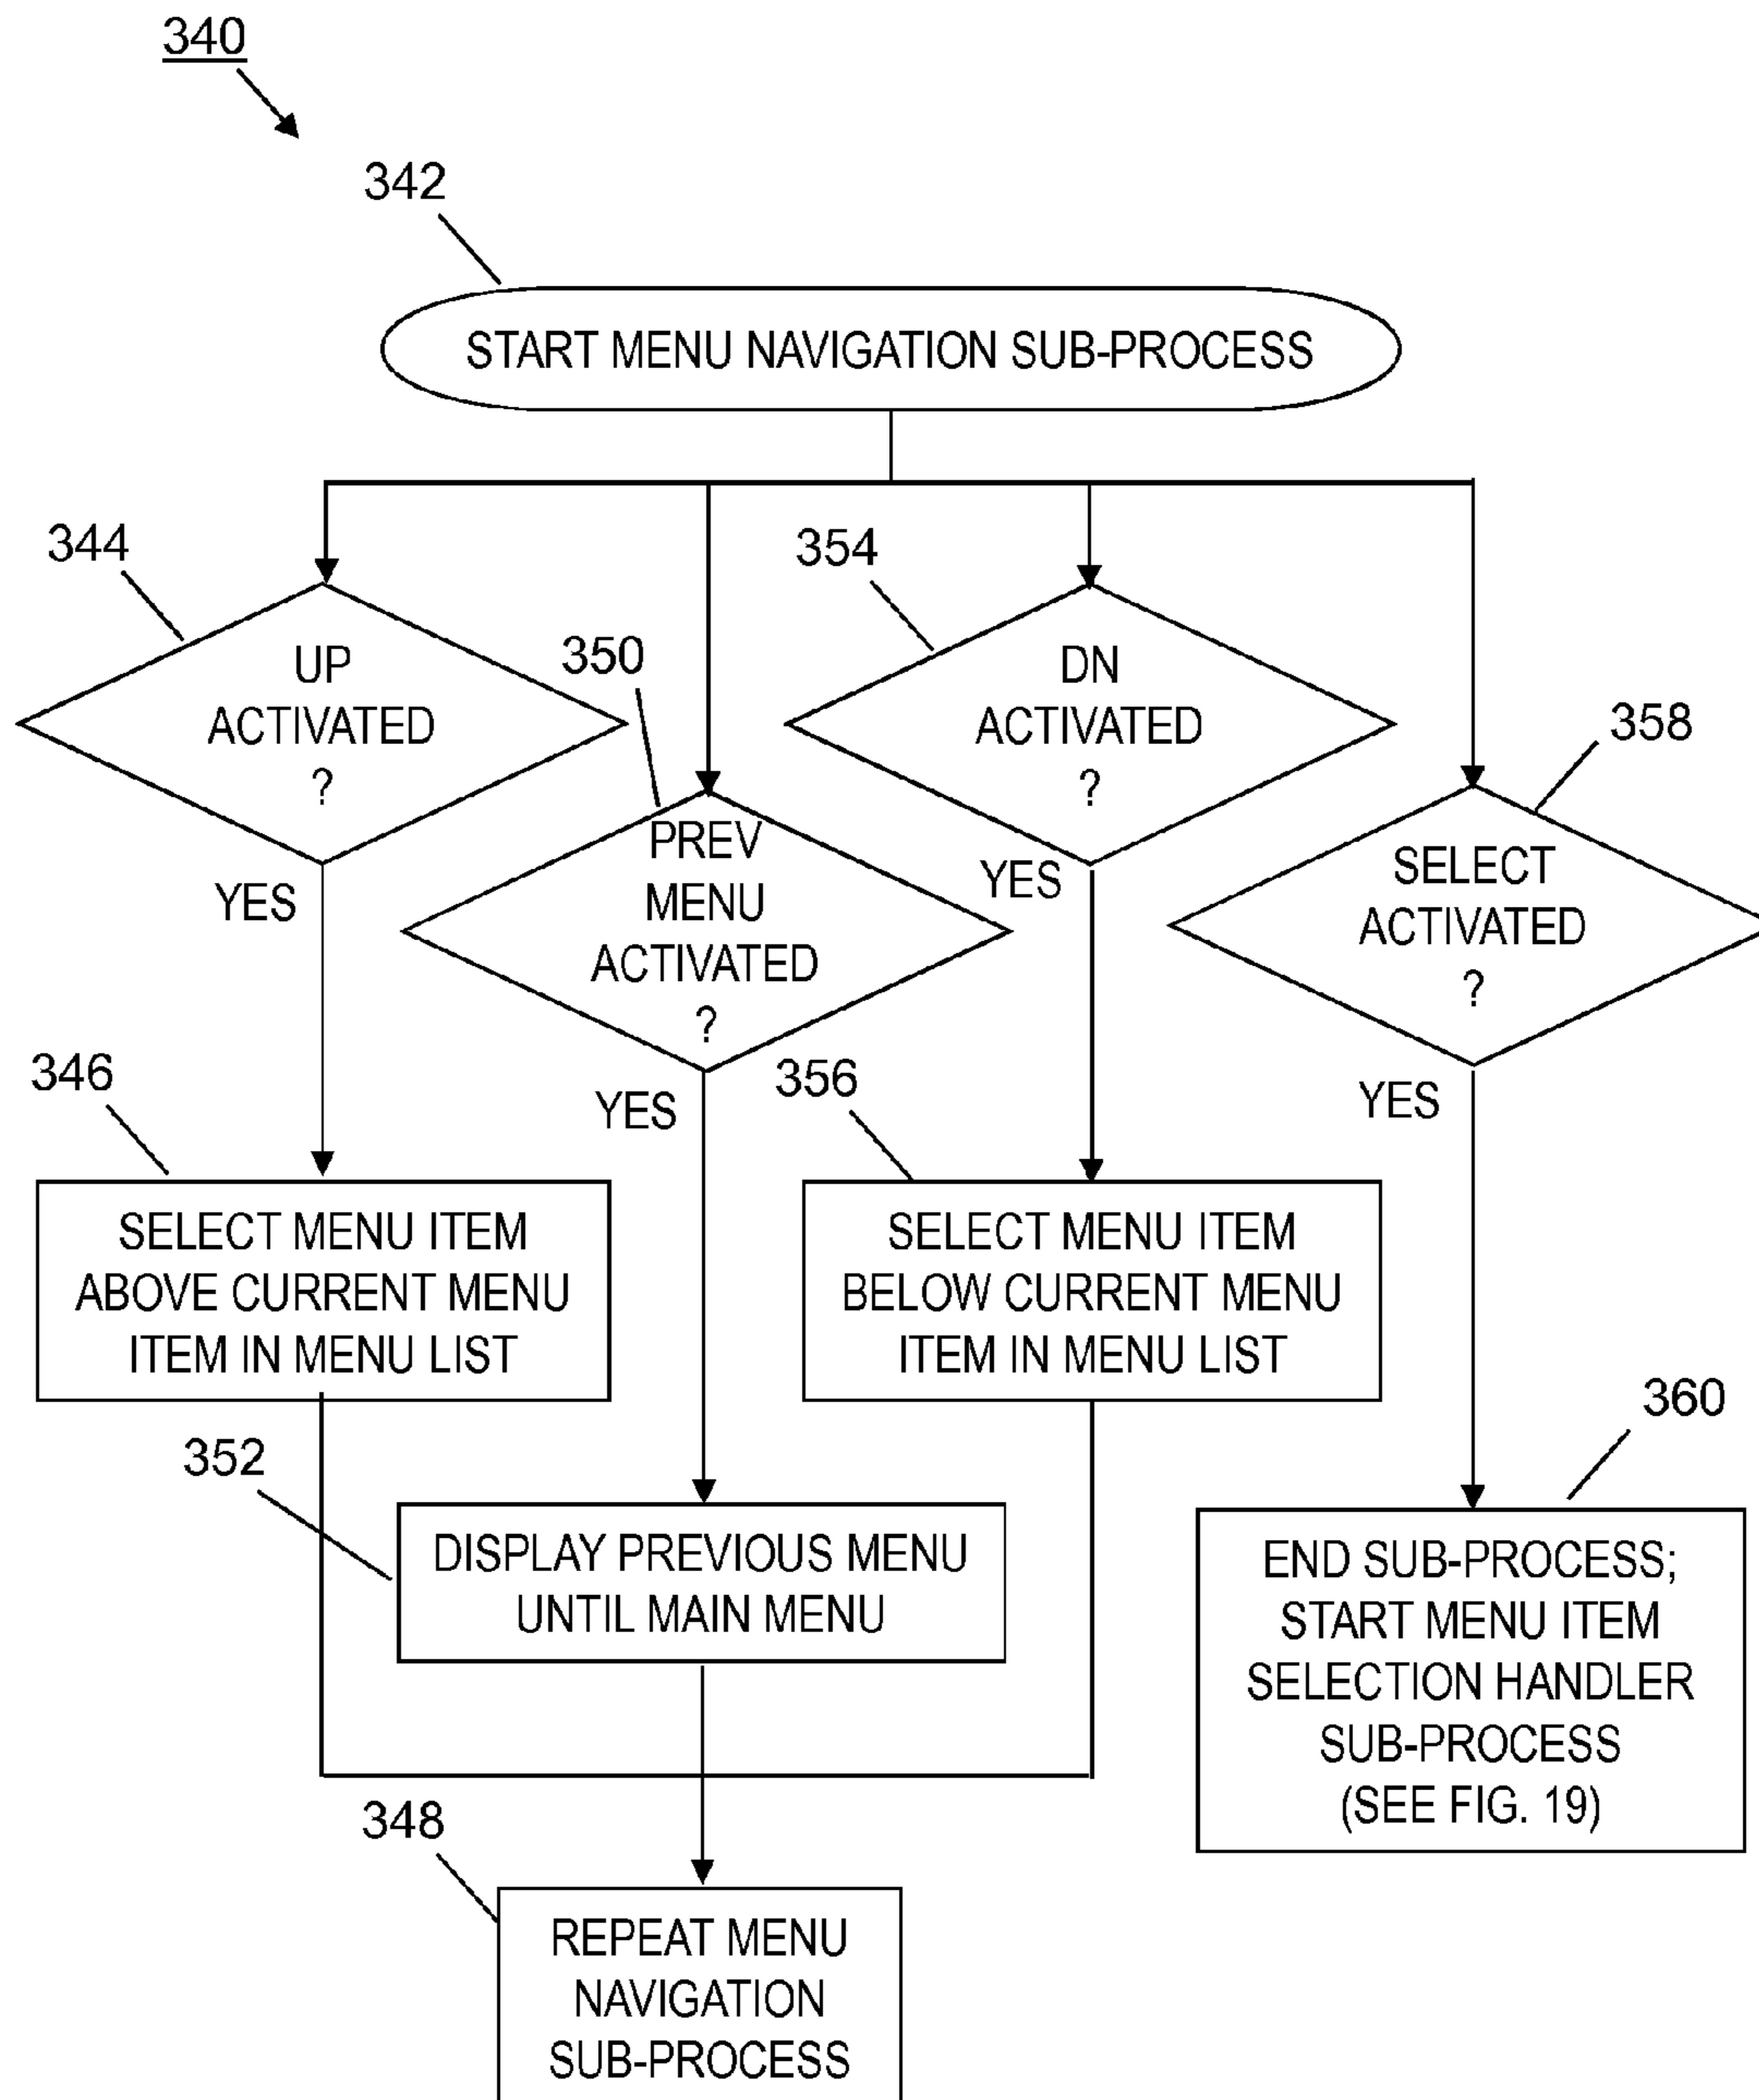 340
342
START MENU NAVIGATION SUB-PROCESS
344
UP
ACTIVATED
?
YES
350
PREV
MENU
ACTIVATED
?
YES
354
DN
ACTIVATED
?
YES
358
SELECT
ACTIVATED
?
YES
346
SELECT MENU ITEM
ABOVE CURRENT MENU
ITEM IN MENU LIST
356
SELECT MENU ITEM
BELOW CURRENT MENU
ITEM IN MENU LIST
352
DISPLAY PREVIOUS MENU
UNTIL MAIN MENU
360
END SUB-PROCESS;
START MENU ITEM
SELECTION HANDLER
SUB-PROCESS
(SEE FIG. 19)
348
REPEAT MENU
NAVIGATION
SUB-PROCESS